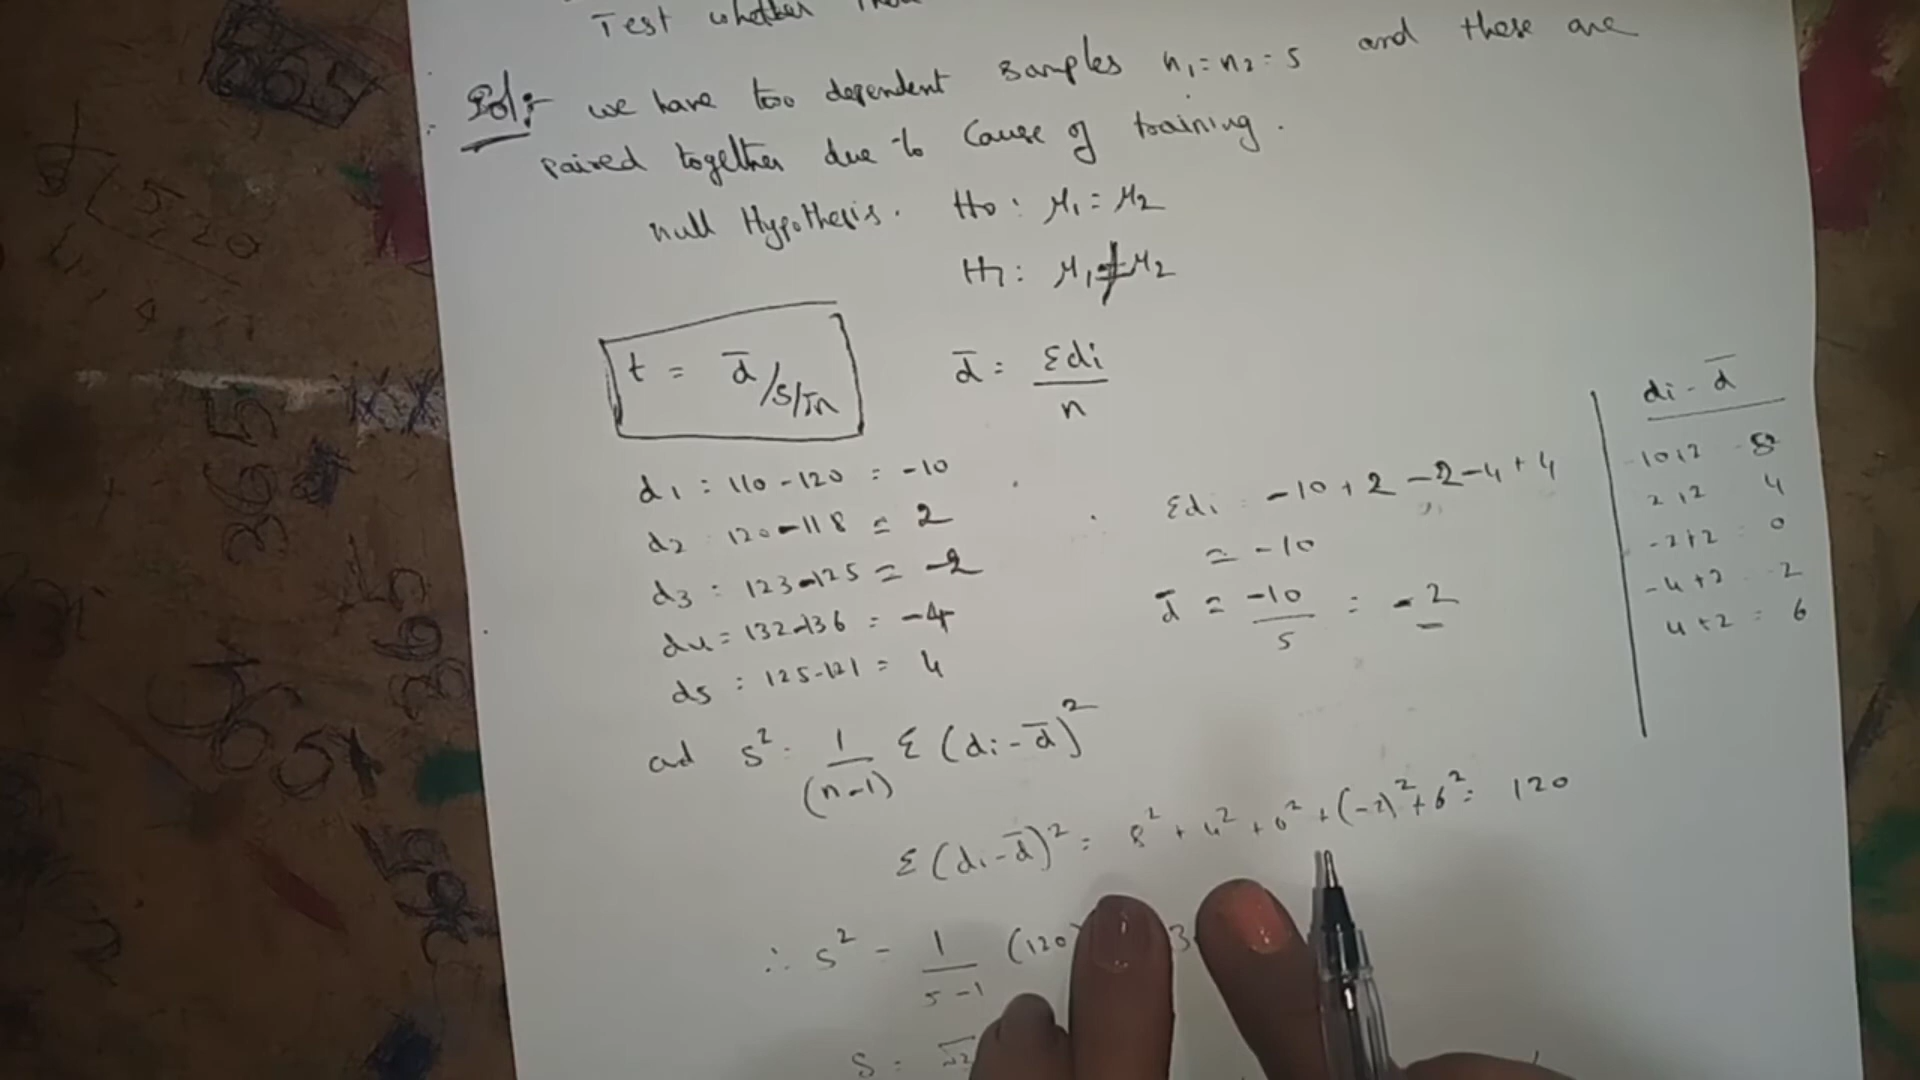 Test whether
Sol:- we have two dependent samples n₁ = n₂ = 5 and these are
paired together due to cause of training.
null Hypothesis. H₀ : μ₁ = μ₂
H₁ : μ₁ ≠ μ₂
t = d̄/s/√n
d̄ = Σdi/n
d₁ : 110 - 120 = -10
d₂ : 120 - 118 = 2
d₃ : 123 - 125 = -2
d₄ = 132 - 136 = -4
d₅ : 125 - 121 = 4
Σdi = -10 + 2 - 2 - 4 + 4
= -10
d̄ = -10/5 = -2
di - d̄
-10+2 -8
2+2 4
-2+2 = 0
-4+2 -2
4+2 = 6
ad s² = 1/(n-1) Σ(di - d̄)²
Σ(di - d̄)² = 8² + 4² + 0² + (-2)² + 6² = 120
∴ s² = 1/5-1 (120)
S =